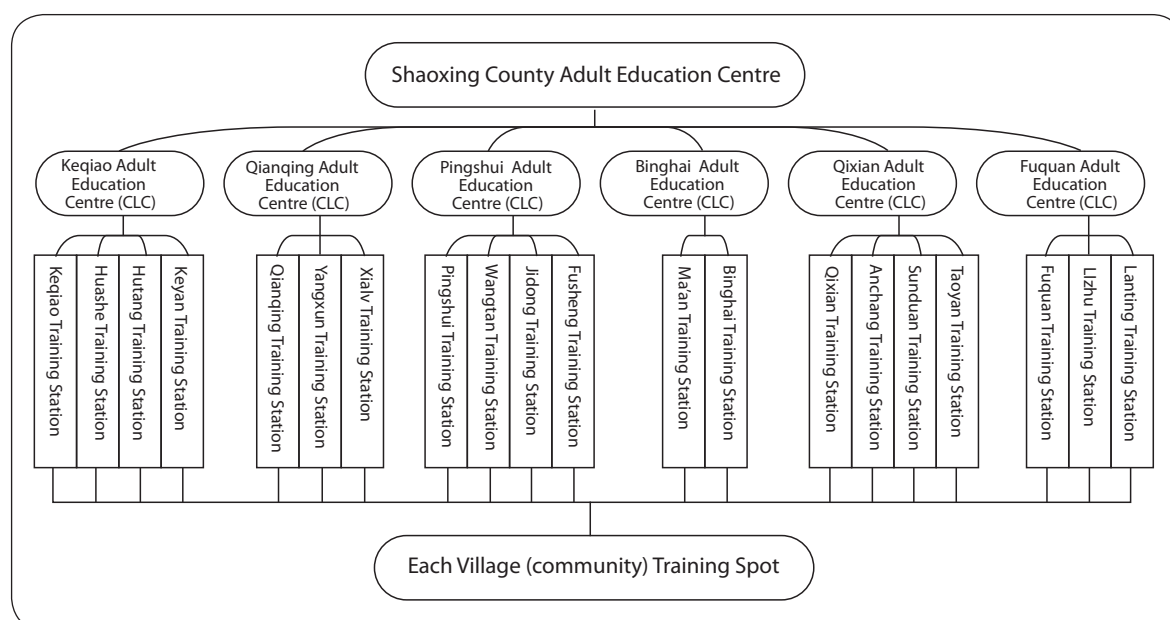 Shaoxing County Adult Education Centre
Keqiao Adult
Education
Centre (CLC)
Qianqing Adult
Education
Centre (CLC)
Pingshui Adult
Education
Centre (CLC)
Binghai Adult
Education
Centre (CLC)
Qixian Adult
Education
Centre (CLC)
Fuquan Adult
Education
Centre (CLC)
Keqiao Training Station
Huashe Training Station
Hutang Training Station
Keyan Training Station
Qianqing Training Station
Yangxun Training Station
Xialv Training Station
Pingshui Training Station
Wangtan Training Station
Jidong Training Station
Fusheng Training Station
Ma'an Training Station
Binghai Training Station
Qixian Training Station
Anchang Training Station
Sunduan Training Station
Taoyan Training Station
Fuquan Training Station
LIzhu Training Station
Lanting Training Station
Each Village (community) Training Spot